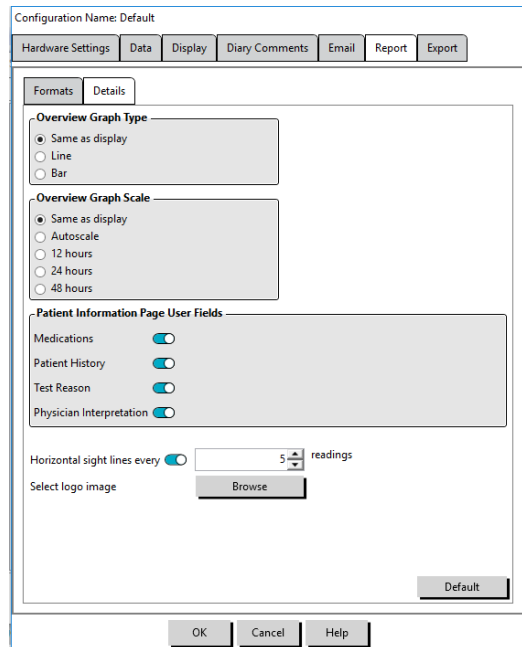 Configuration Name: Default
Hardware Settings Data Display Diary Comments Email Report Export
Formats Details
Overview Graph Type
Same as display
Line
Bar
Overview Graph Scale
Same as display
Autoscale
12 hours
24 hours
48 hours
Patient Information Page User Fields
Medications
Patient History
Test Reason
Physician Interpretation
Horizontal sight lines every 5 readings
Select logo image Browse
Default
OK Cancel Help